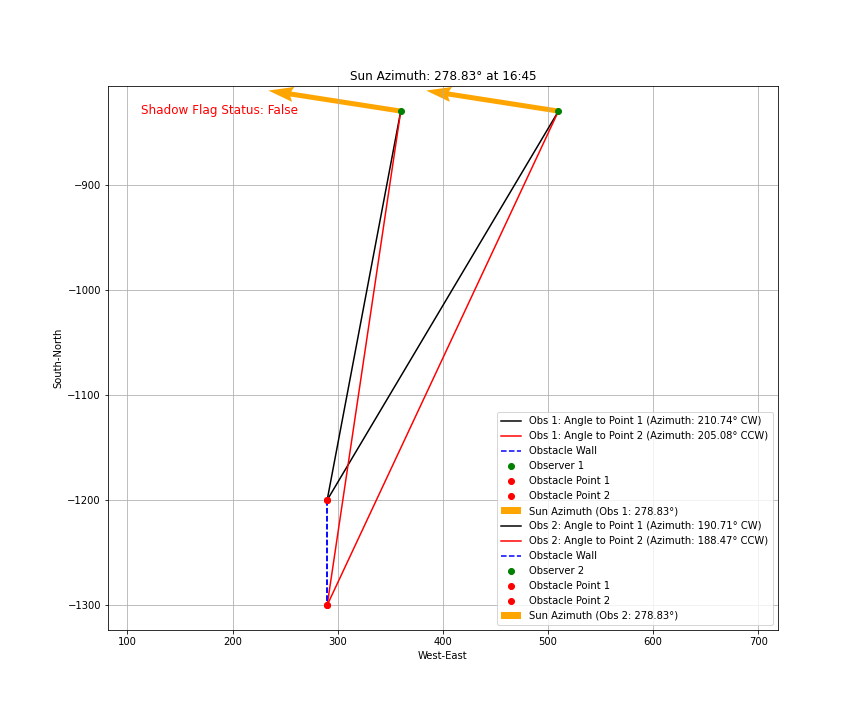 Sun Azimuth: 278.83° at 16:45
Shadow Flag Status: False
South-North
−900
−1000
−1100
−1200
−1300
Obs 1: Angle to Point 1 (Azimuth: 210.74° CW)
Obs 1: Angle to Point 2 (Azimuth: 205.08° CCW)
Obstacle Wall
Observer 1
Obstacle Point 1
Obstacle Point 2
Sun Azimuth (Obs 1: 278.83°)
Obs 2: Angle to Point 1 (Azimuth: 190.71° CW)
Obs 2: Angle to Point 2 (Azimuth: 188.47° CCW)
Obstacle Wall
Observer 2
Obstacle Point 1
Obstacle Point 2
Sun Azimuth (Obs 2: 278.83°)
100 200 300 400 500 600 700
West-East